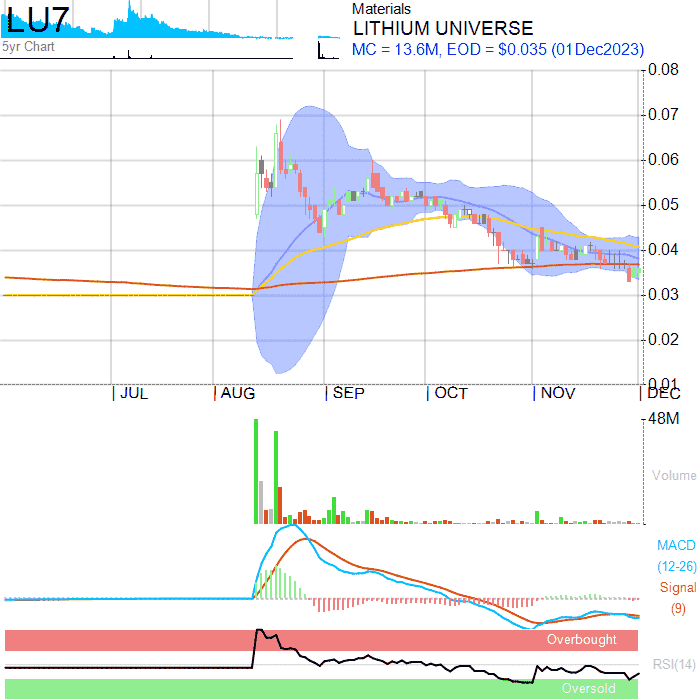 LU7
5yr Chart
Materials
LITHIUM UNIVERSE
MC = 13.6M, EOD = $0.035 (01Dec2023)
0.08
0.07
0.06
0.05
0.04
0.03
0.02
0.01
JUL AUG SEP OCT NOV DEC
48M
Volume
MACD
(12-26)
Signal
(9)
Overbought
RSI(14)
Oversold